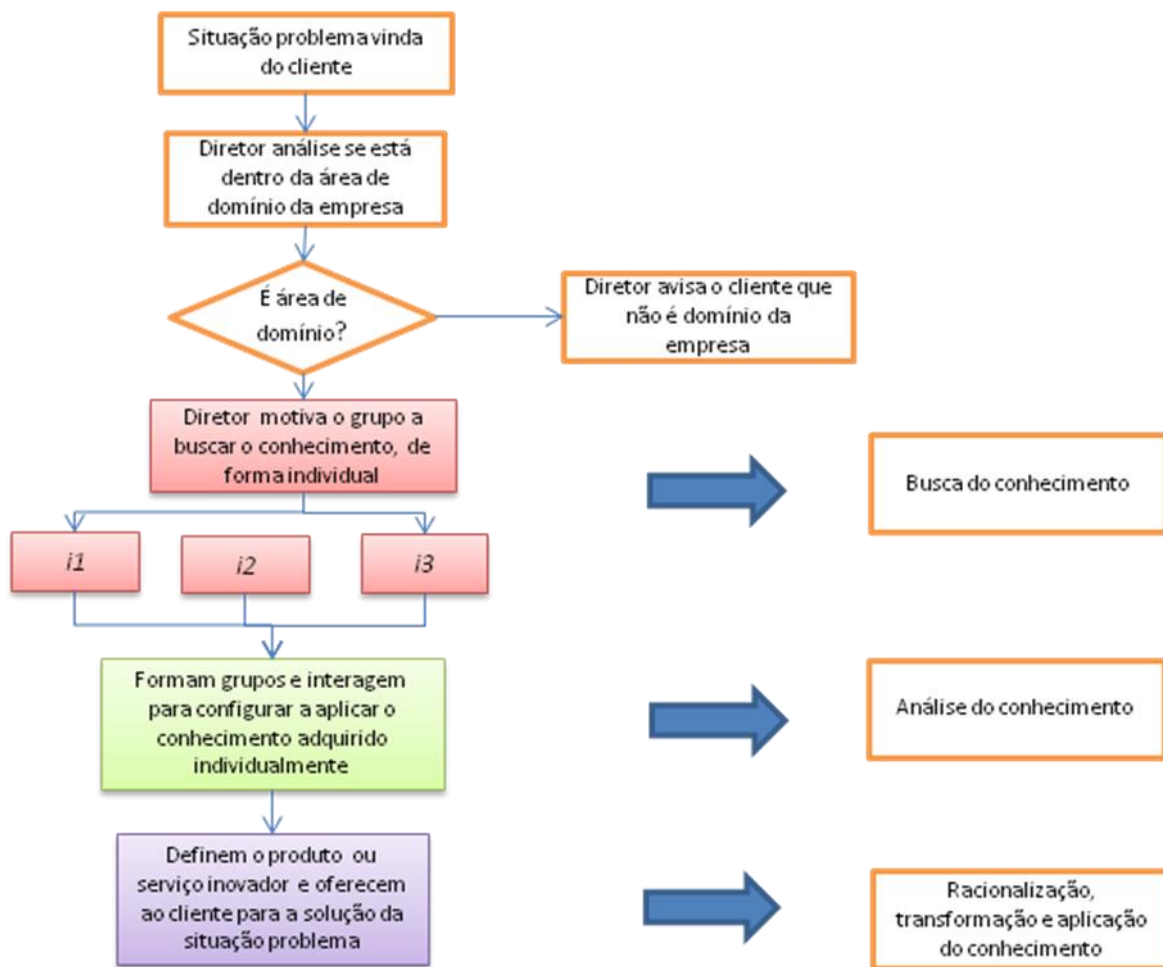 Situação problema vinda
do cliente
Diretor análise se está
dentro da área de
domínio da empresa
É área de
domínio?
Diretor avisa o cliente que
não é domínio da
empresa
Diretor motiva o grupo a
buscar o conhecimento, de
forma individual
Busca do conhecimento
i1
i2
i3
Formam grupos e interagem
para configurar a aplicar o
conhecimento adquirido
individualmente
Análise do conhecimento
Definem o produto ou
serviço inovador e oferecem
ao cliente para a solução da
situação problema
Racionalização,
transformação e aplicação
do conhecimento